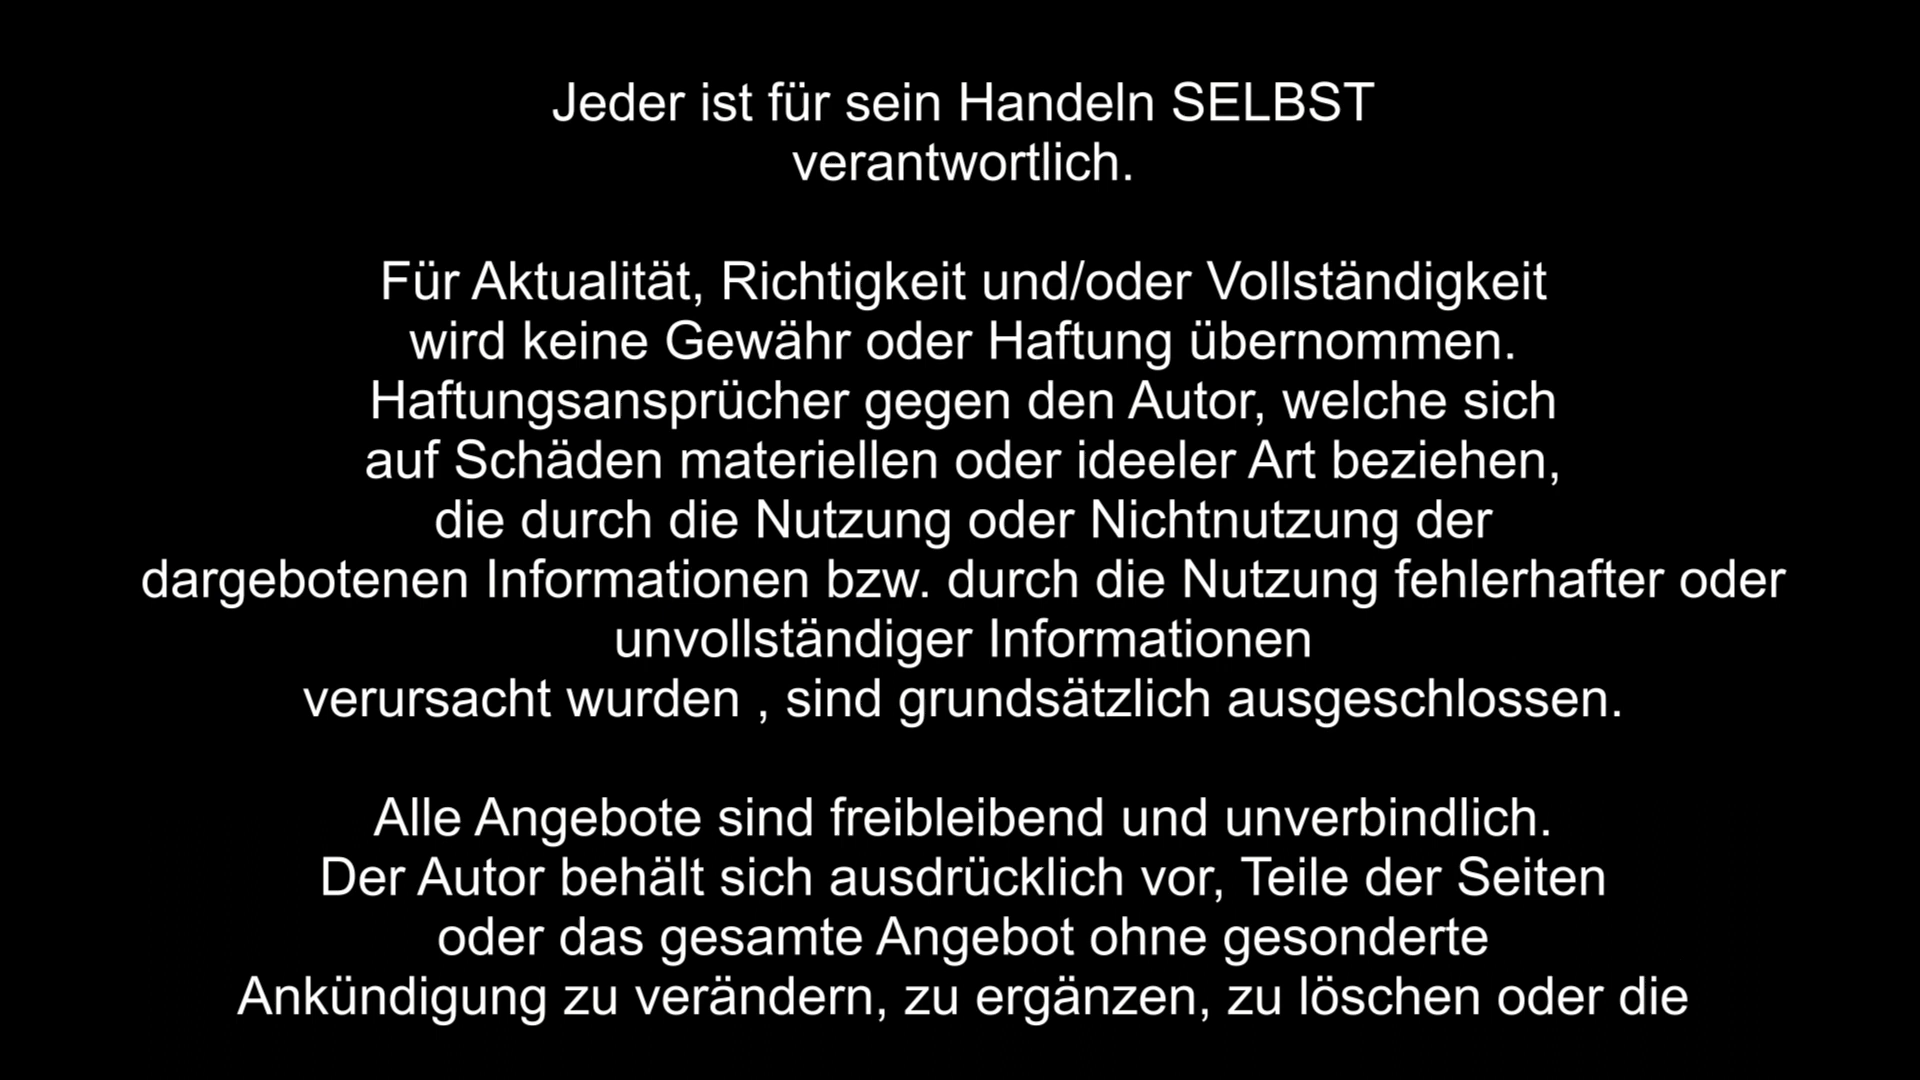 Jeder ist für sein Handeln SELBST
verantwortlich.
Für Aktualität, Richtigkeit und/oder Vollständigkeit
wird keine Gewähr oder Haftung übernommen.
Haftungsansprücher gegen den Autor, welche sich
auf Schäden materiellen oder ideeler Art beziehen,
die durch die Nutzung oder Nichtnutzung der
dargebotenen Informationen bzw. durch die Nutzung fehlerhafter oder
unvollständiger Informationen
verursacht wurden , sind grundsätzlich ausgeschlossen.
Alle Angebote sind freibleibend und unverbindlich.
Der Autor behält sich ausdrücklich vor, Teile der Seiten
oder das gesamte Angebot ohne gesonderte
Ankündigung zu verändern, zu ergänzen, zu löschen oder die